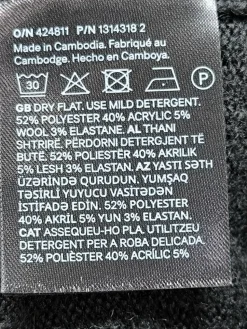 O/N 424811 P/N 1314318 2
Made in Cambodia. Fabriqué au
Cambodge. Hecho en Camboya.
30 P
GB DRY FLAT. USE MILD DETERGENT.
52% POLYESTER 40% ACRYLIC 5%
WOOL 3% ELASTANE. AL THANI
SHTRIRË. PËRDORNI DETERGJENT TË
BUTË. 52% POLIESTËR 40% AKRILIK
5% LESH 3% ELASTAN. AZ YASTI SƏTH
ÜZƏRİNDƏ QURUDUN. YUMŞAQ
TƏSİRLİ YUYUCU VASİTƏDƏN
İSTİFADƏ EDİN. 52% POLİESTER
40% AKRİL 5% YUN 3% ELASTAN.
CAT ASSEQUEU-HO PLA. UTILITZEU
DETERGENT PER A ROBA DELICADA.
52% POLIÈSTER 40% ACRÍLIC 5%